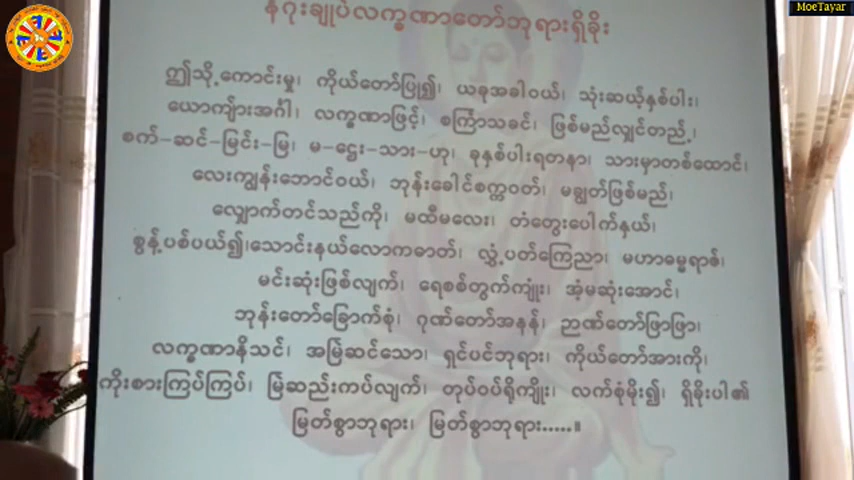 MoeTayar
နိဂုံးချုပ်လက္ခဏာတော်ဘုရားရှိခိုး
ဤသို့ကောင်းမှု၊ ကိုယ်တော်ပြု၍၊ ယခုအခါဝယ်၊ သုံးဆယ့်နှစ်ပါး၊
ယောကျ်ားအင်္ဂါ၊ လက္ခဏာဖြင့်၊ စင်္ကြာသခင်၊ ဖြစ်မည်လျှင်တည့်၊
စက်-ဆင်-မြင်း-မြ၊ မ-ဌေး-သား-ဟု၊ ခုနှစ်ပါးရတနာ၊ သားမှာတစ်ထောင်၊
လေးကျွန်းဘောင်ဝယ်၊ ဘုန်းခေါင်စက္ကဝတ်၊ မချွတ်ဖြစ်မည်၊
လျှောက်တင်သည်ကို၊ မထီမလေး၊ တံတွေးပေါက်နှယ်၊
စွန့်ပစ်ပယ်၍၊သောင်းနယ်လောကဓာတ်၊ လွှံ့ပတ်ကြေညာ၊ မဟာဓမ္မရာဇ်၊
မင်းဆုံးဖြစ်လျက်၊ ရေစစ်တွက်ကျုံး၊ အံ့မဆုံးအောင်၊
ဘုန်းတော်ခြောက်စုံ၊ ဂုဏ်တော်အနန်၊ ဉာဏ်တော်ဖြာဖြာ၊
လက္ခဏာနိသင်၊ အမြဲဆင်သော၊ ရှင်ပင်ဘုရား၊ ကိုယ်တော်အားကို၊
ကိုးစားကြပ်ကြပ်၊ မြဲဆည်းကပ်လျက်၊ တုပ်ဝပ်ရိုကျိုး၊ လက်စုံမိုး၍၊ ရှိခိုးပါ၏
မြတ်စွာဘုရား၊ မြတ်စွာဘုရား.....။